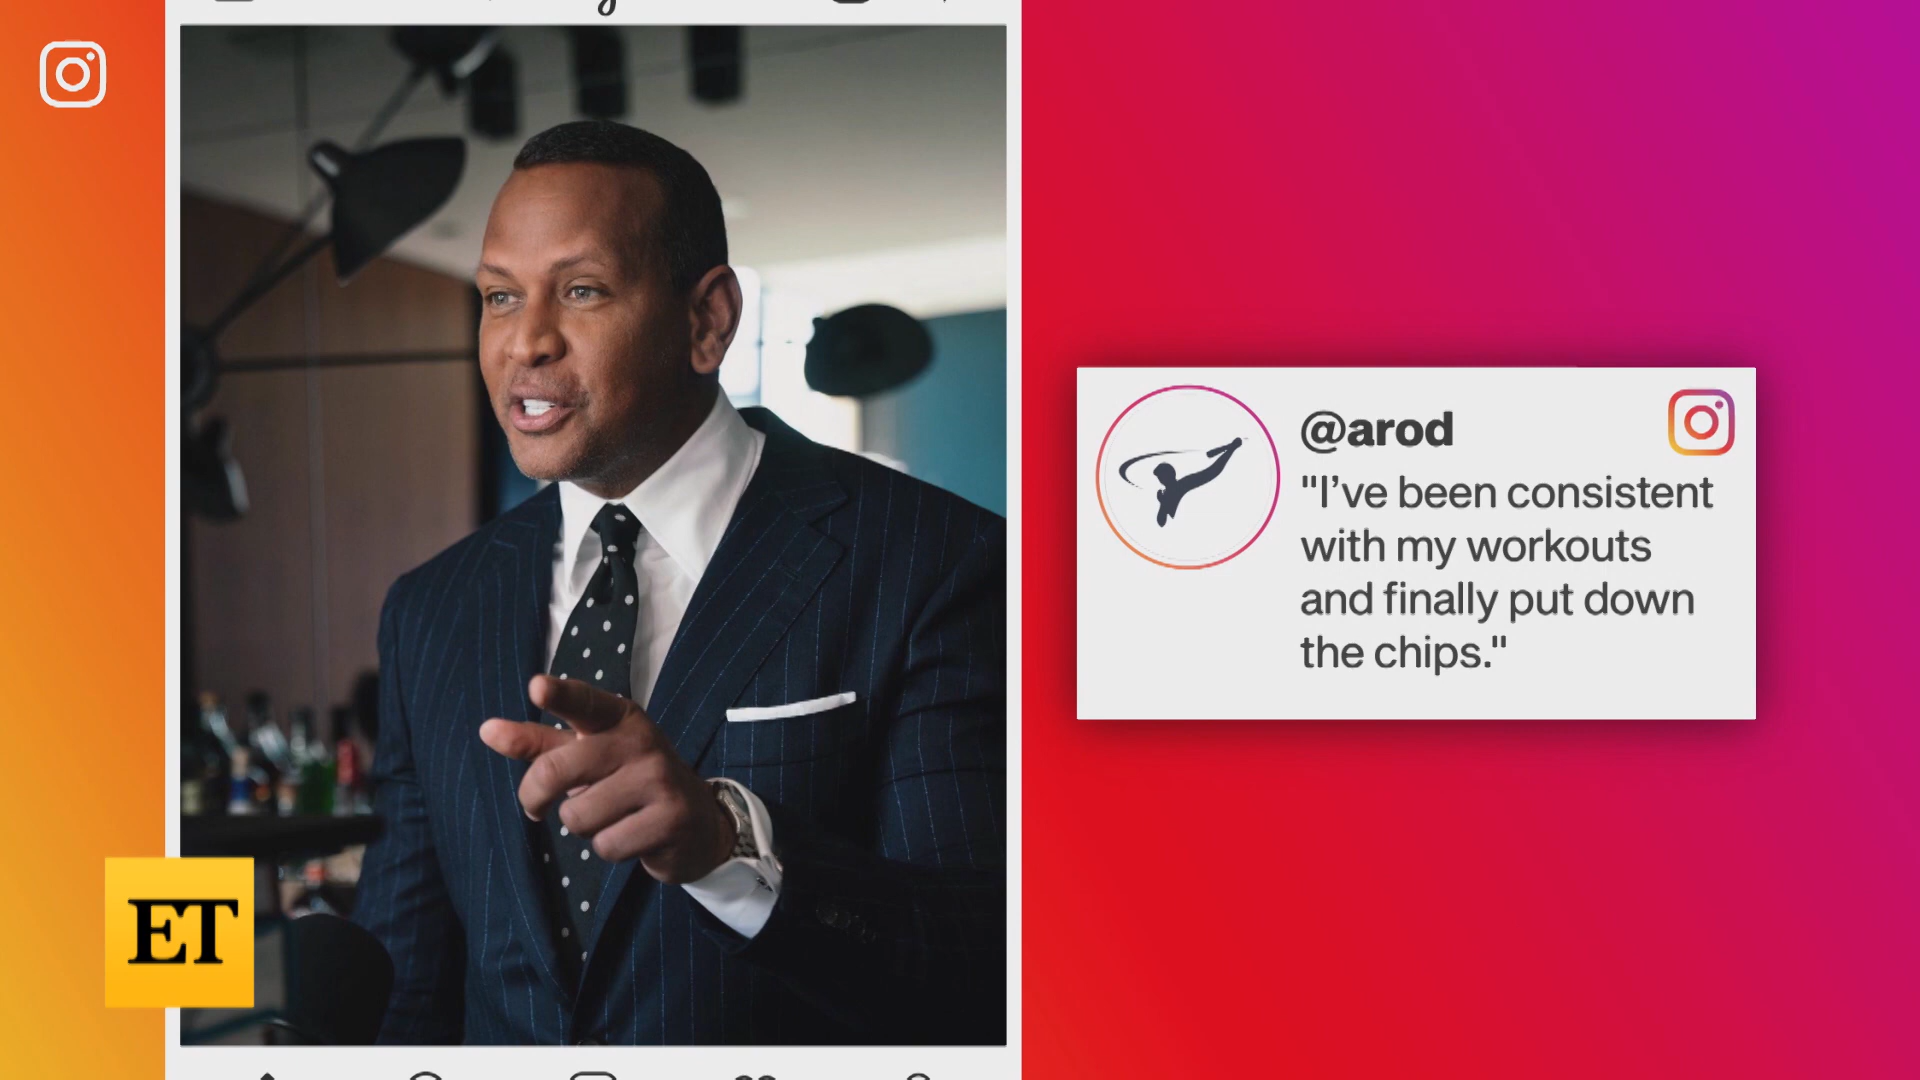 @arod
"I’ve been consistent
with my workouts
and finally put down
the chips."
ET